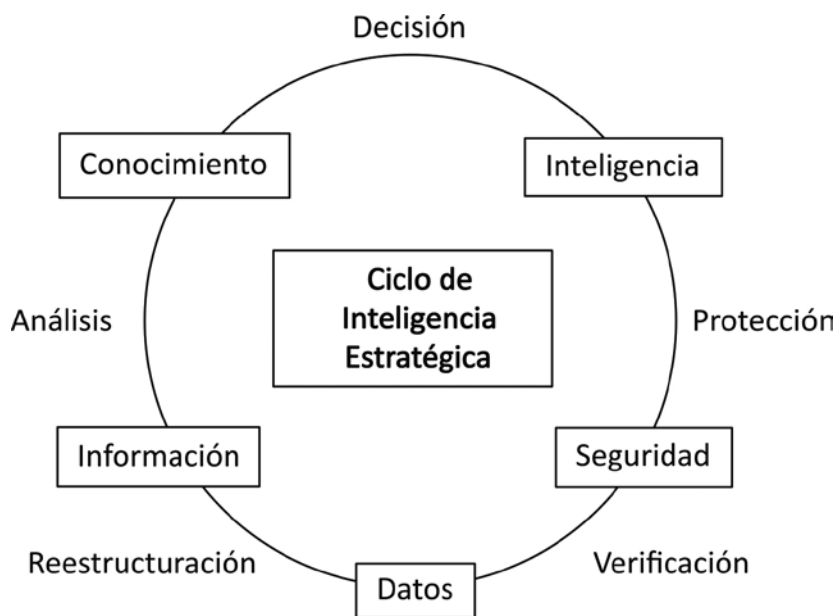 Decisión
Conocimiento
Inteligencia
Ciclo de
Inteligencia
Estratégica
Análisis
Protección
Información
Seguridad
Reestructuración
Verificación
Datos